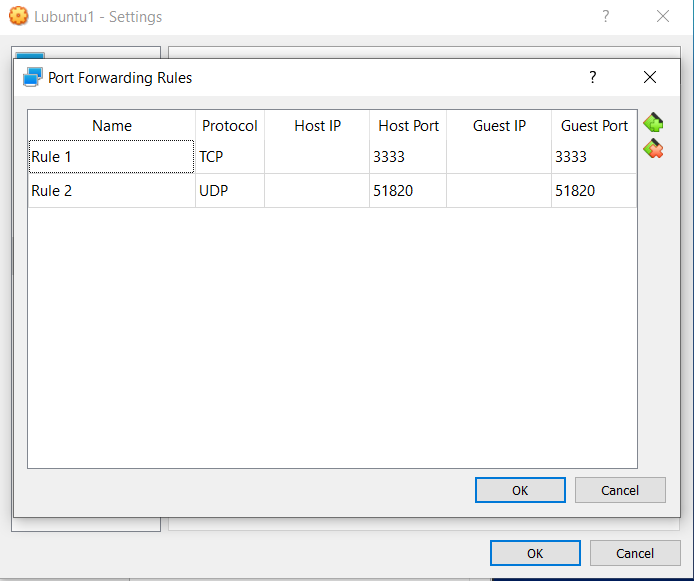 Lubuntu1 - Settings ?
Port Forwarding Rules ?
Name Protocol Host IP Host Port Guest IP Guest Port
Rule 1 TCP 3333 3333
Rule 2 UDP 51820 51820
OK Cancel
OK Cancel